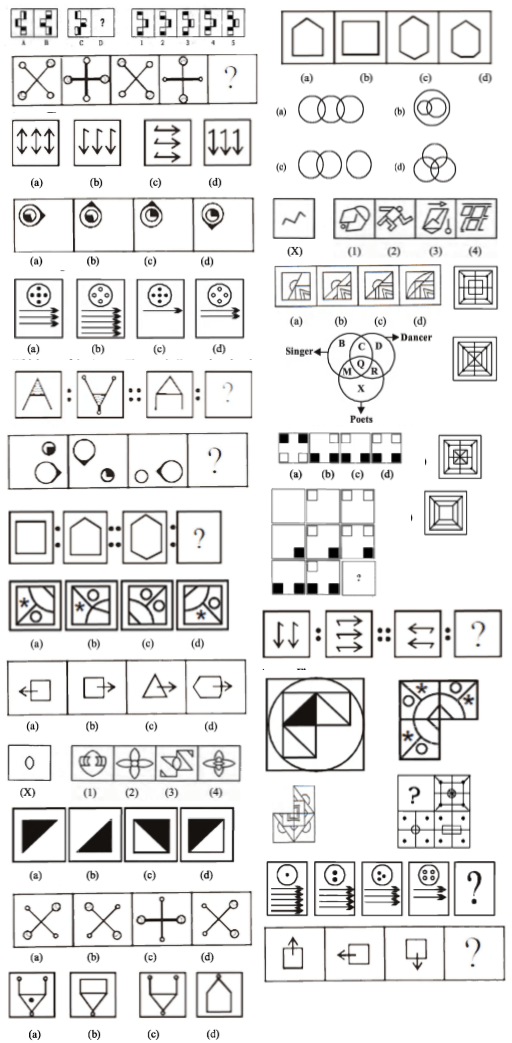 A B C D 1 2 3 4 5
?
?
(a) (b) (c) (d)
(a) (b) (c) (d)
(a) (b) (c) (d)
: :: : ?
?
: :: : ?
(a) (b) (c) (d)
(a) (b) (c) (d)
(X) (1) (2) (3) (4)
(a) (b) (c) (d)
(a) (b) (c) (d)
(a) (b) (c) (d)
(a) (b) (c) (d)
(a) (b)
(c) (d)
(X) (1) (2) (3) (4)
(a) (b) (c) (d)
B C D Dancer
Singer M Q R
X
Poets
(a) (b) (c) (d)
?
: :: : ?
?
?
?